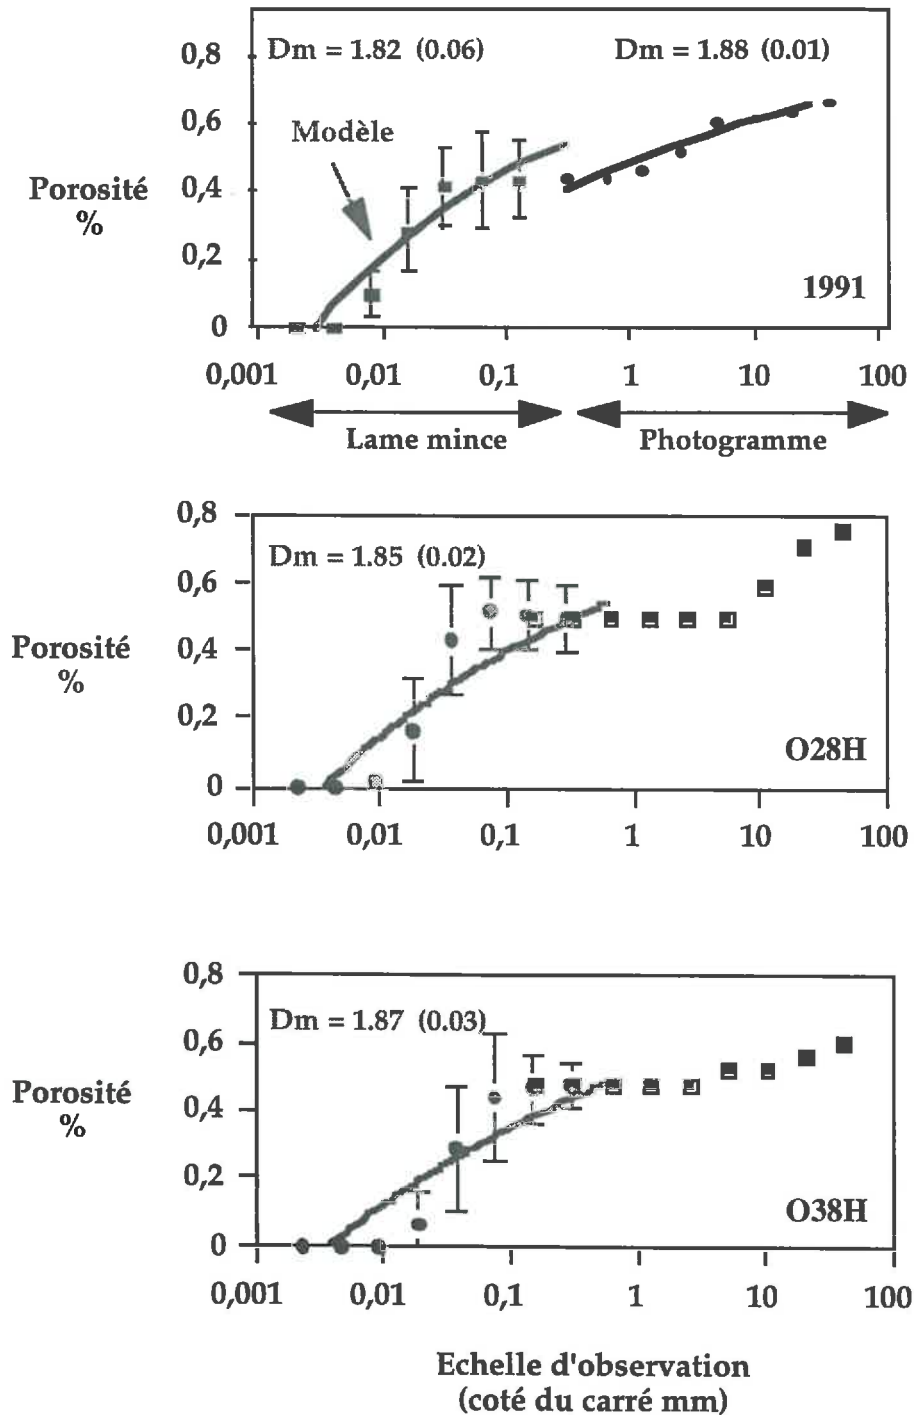 0,8
Dm = 1.82 (0.06)
Dm = 1.88 (0.01)
0,6
Modèle
Porosité
%
0,4
0,2
1991
0
0,001
0,01
0,1
1
10
100
Lame mince
Photogramme
0,8
Dm = 1.85 (0.02)
0,6
Porosité
%
0,4
0,2
O28H
0
0,001
0,01
0,1
1
10
100
0,8
Dm = 1.87 (0.03)
0,6
Porosité
%
0,4
0,2
O38H
0
0,001
0,01
0,1
1
10
100
Echelle d'observation
(coté du carré mm)